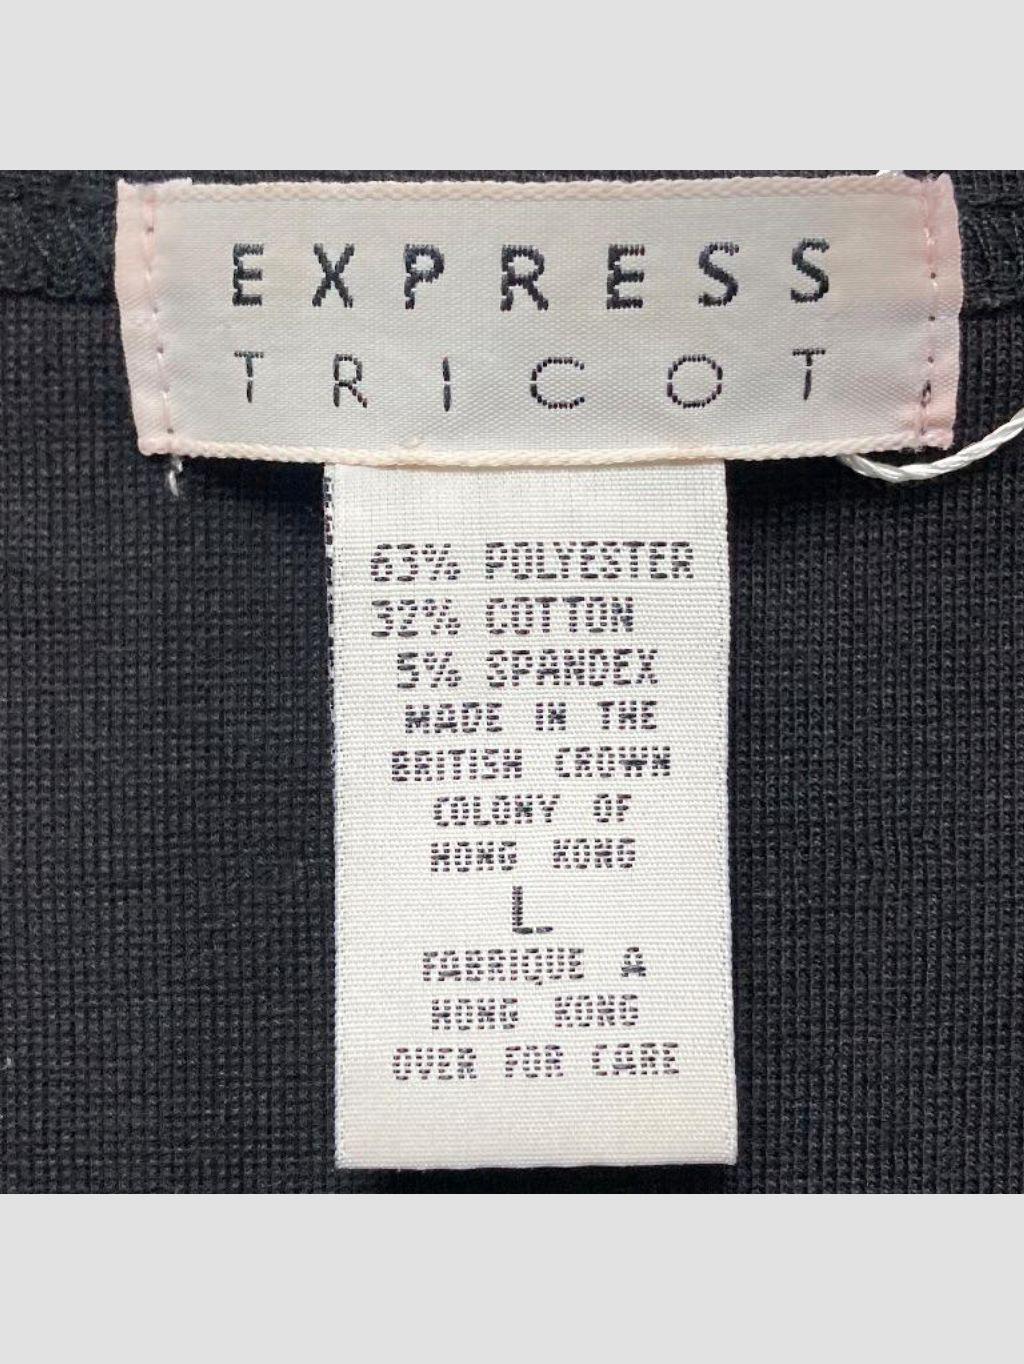 EXPRESS
TRICOT
63% POLYESTER
32% COTTON
5% SPANDEX
MADE IN THE
BRITISH CROWN
COLONY OF
HONG KONG
L
FABRIQUE A
HONG KONG
OVER FOR CARE